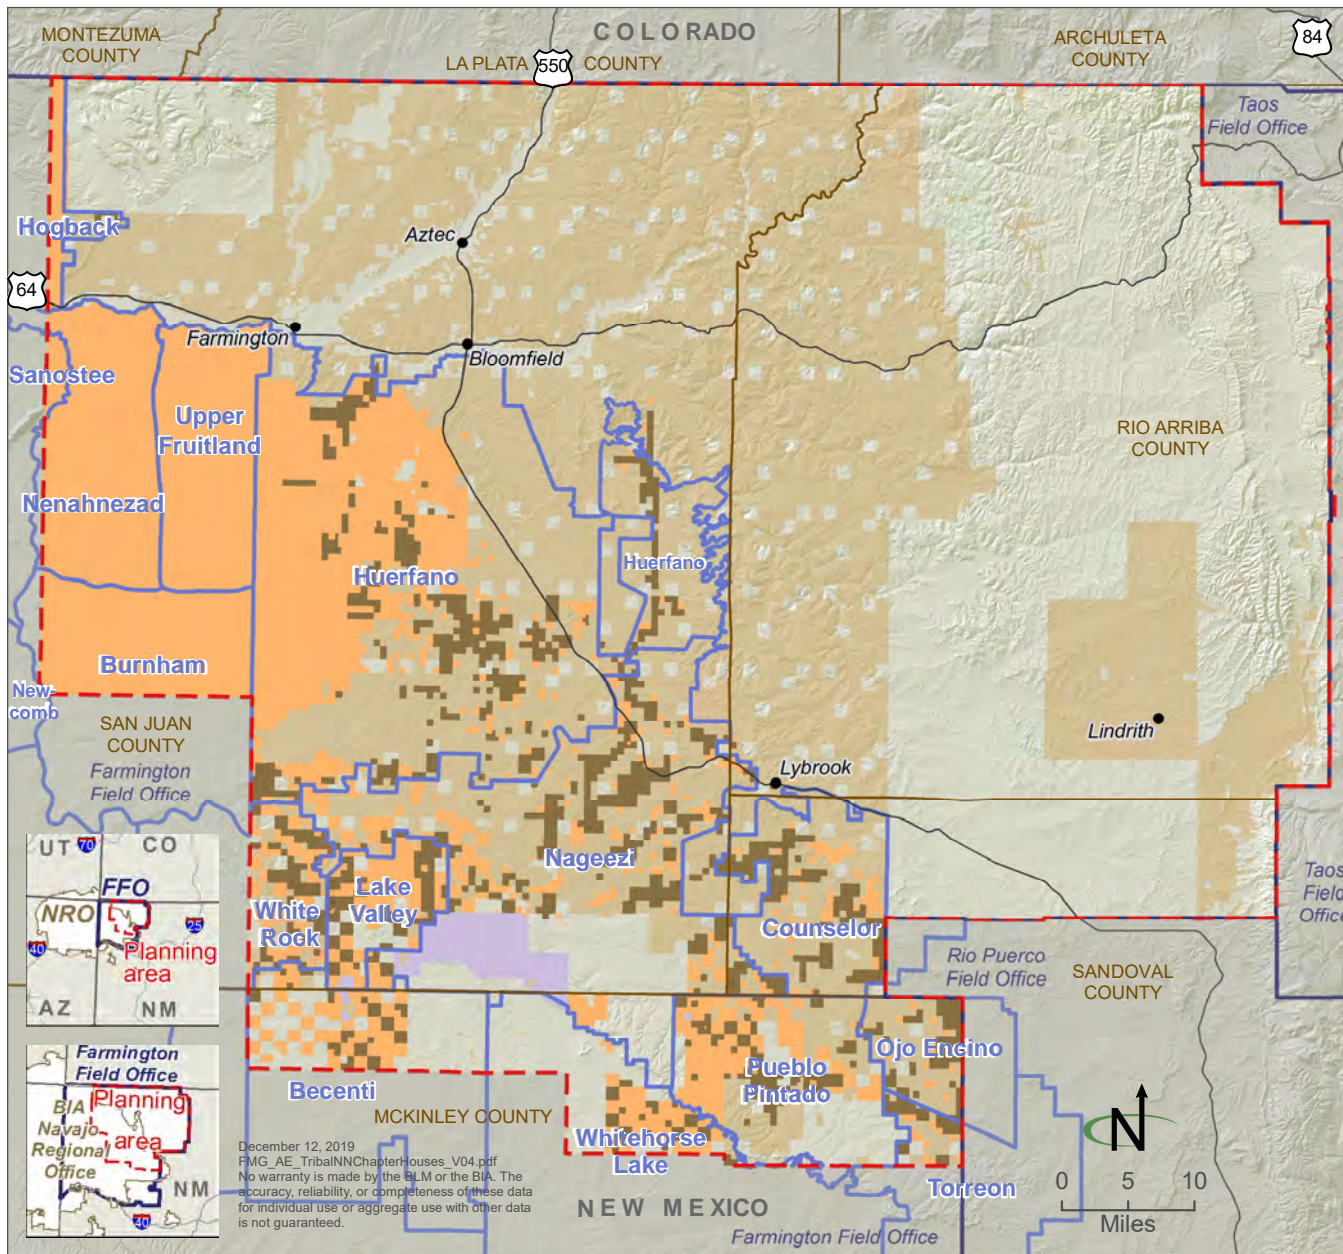 COLORADO
MONTEZUMA
COUNTY
LA PLATA
550
COUNTY
ARCHULETA
COUNTY
84
Taos
Field Office
Hogback
Aztec
64
Farmington
Bloomfield
Sanostee
Upper
Fruitland
RIO ARRIBA
COUNTY
Nenahnezad
Huerfano
Huerfano
Burnham
New-
comb
SAN JUAN
COUNTY
Farmington
Field Office
Lindrith
Lybrook
Nageezi
Lake
Valley
White
Rock
Counselor
Taos
Field
Office
Rio Puerco
Field Office
SANDOVAL
COUNTY
UT
70
CO
FFO
NRO
25
40
Planning
area
AZ
NM
Ojo Encino
Pueblo
Pintado
Becenti
MCKINLEY COUNTY
Whitehorse
Lake
Torreon
Farmington
Field Office
Planning
area
BIA
Navajo
Regional
Office
NM
40
December 12, 2019
FMG_AE_TribalNNChapterHouses_V04.pdf
No warranty is made by the BLM or the BIA. The
accuracy, reliability, or completeness of these data
for individual use or aggregate use with other data
is not guaranteed.
NEW MEXICO
Farmington Field Office
N
0 5 10
Miles